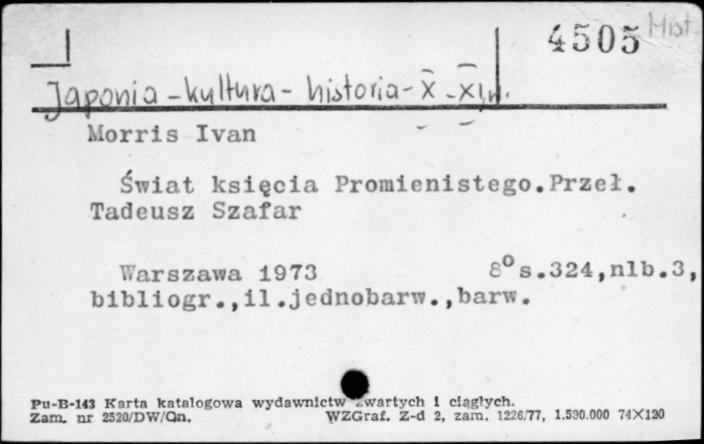 4505 Hist.
Japonia - kultura - historia - X - XI w.
Morris Ivan
Świat księcia Promienistego.Przeł.
Tadeusz Szafar
Warszawa 1973 8° s.324,nlb.3,
bibliogr.,il.jednobarw.,barw.
Pu-B-143 Karta katalogowa wydawnictw zwartych i ciągłych.
Zam. nr 2520/DW/Qn. WZGraf. Z-d 2, zam. 1226/77, 1.590.000 74X120